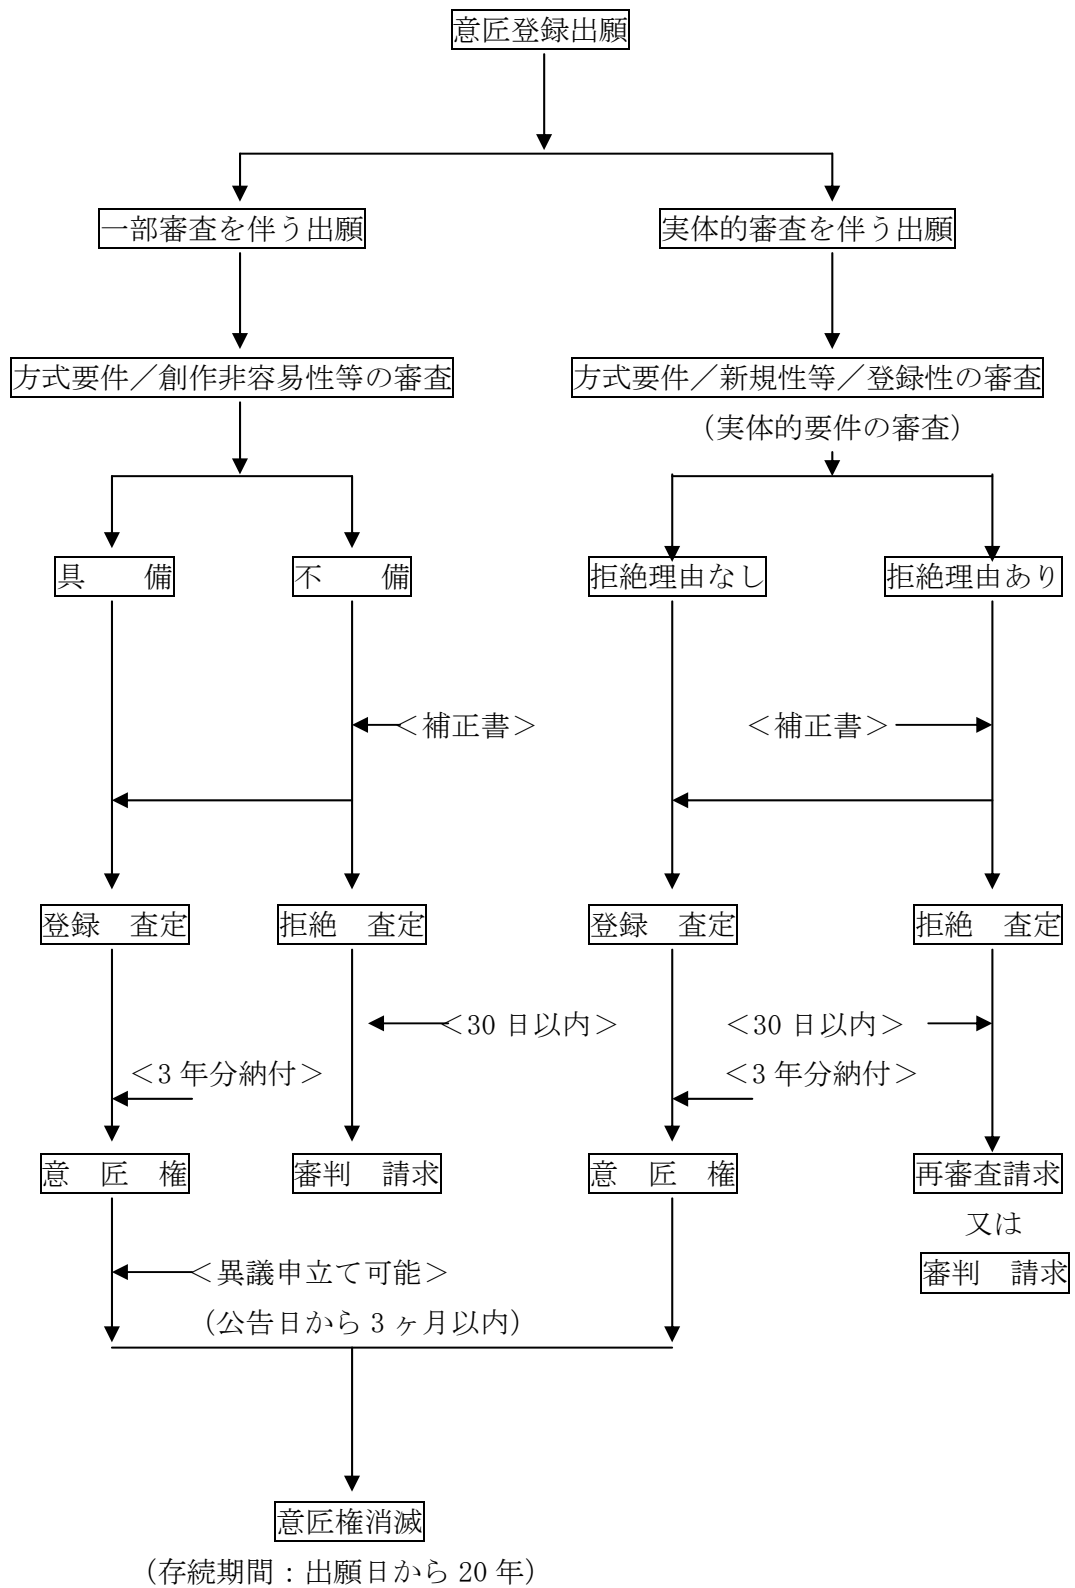 意匠登録出願
一部審査を伴う出願
実体的審査を伴う出願
方式要件／創作非容易性等の審査
方式要件／新規性等／登録性の審査
（実体的要件の審査）
具　　備
不　　備
拒絶理由なし
拒絶理由あり
＜補正書＞
＜補正書＞
登録　査定
拒絶　査定
登録　査定
拒絶　査定
＜30 日以内＞
＜30 日以内＞
＜3 年分納付＞
＜3 年分納付＞
意　匠　権
審判　請求
意　匠　権
再審査請求
又は
審判　請求
＜異議申立て可能＞
（公告日から 3 ヶ月以内）
意匠権消滅
（存続期間：出願日から 20 年）